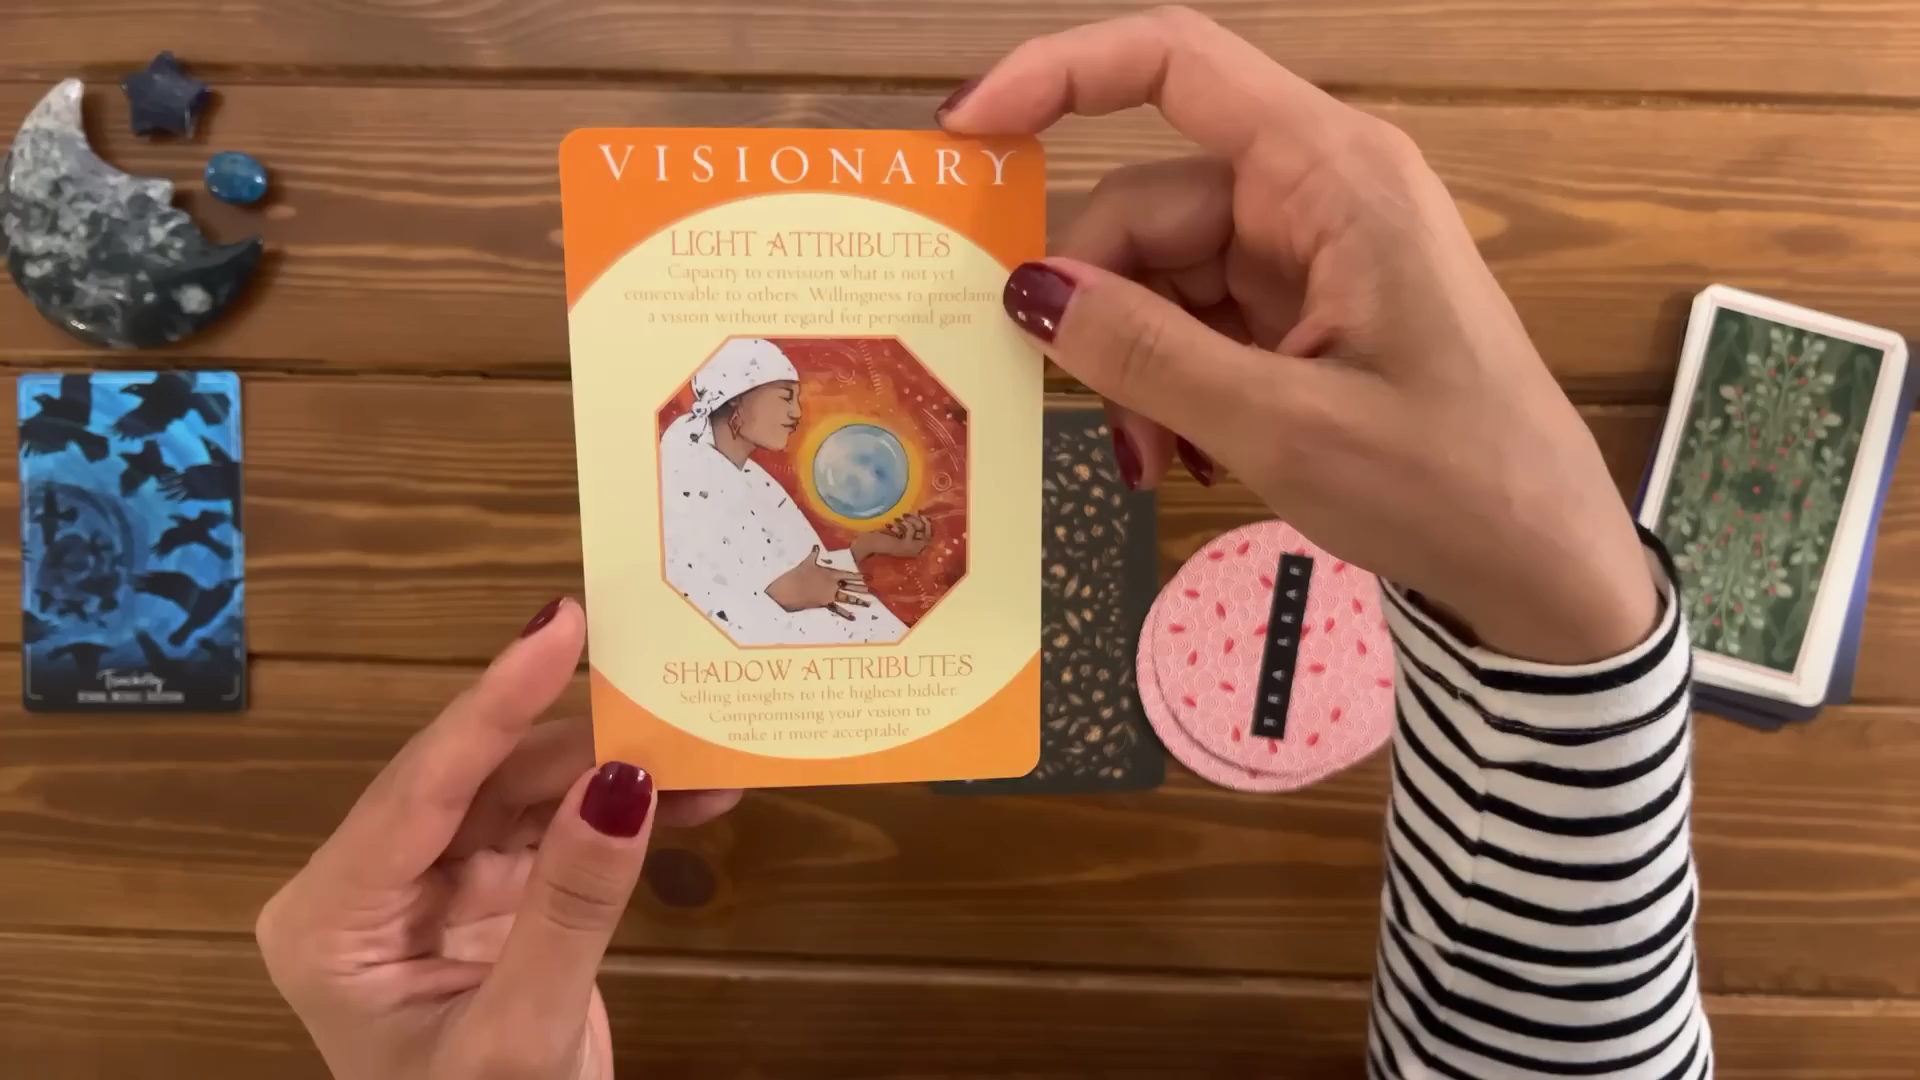 VISIONARY
LIGHT ATTRIBUTES
Capacity to envision what is not yet
conceivable to others. Willingness to proclaim
a vision without regard for personal gain
SHADOW ATTRIBUTES
Selling insights to the highest bidder.
Compromising your vision to
make it more acceptable